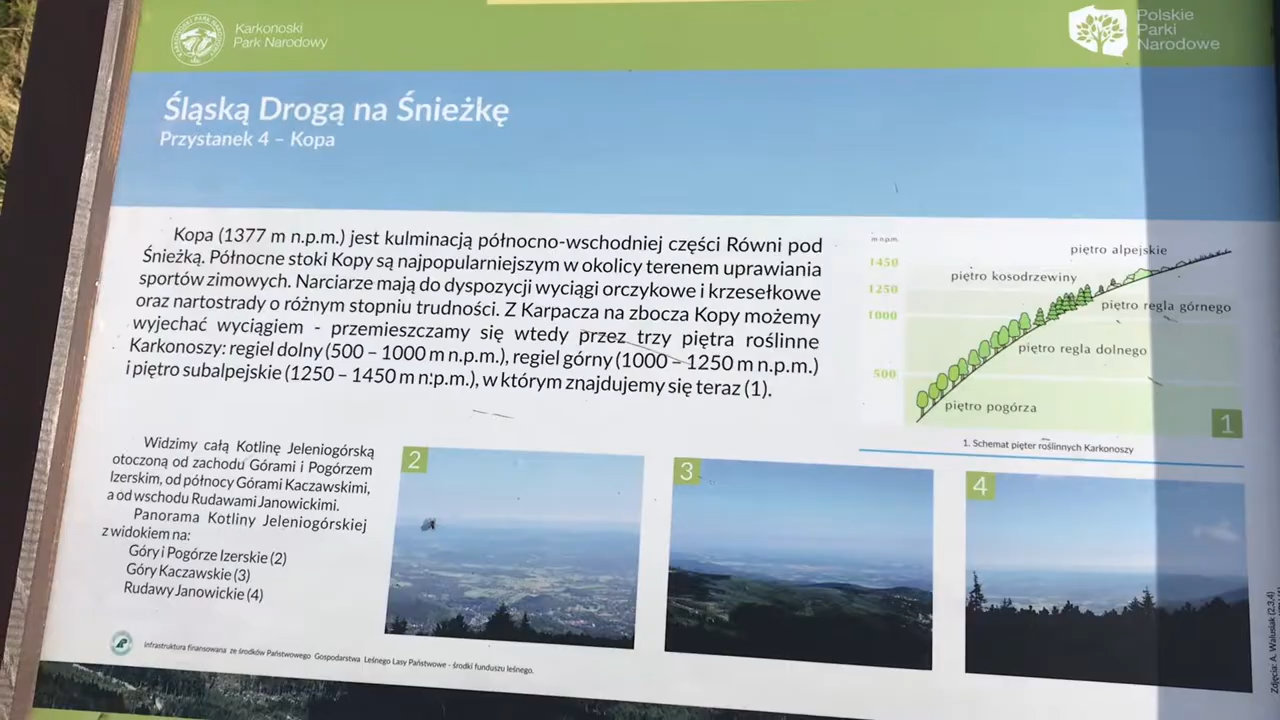 Karkonoski
Park Narodowy
Polskie
Parki
Narodowe
Śląską Drogą na Śnieżkę
Przystanek 4 – Kopa
Kopa (1377 m n.p.m.) jest kulminacją północno-wschodniej części Równi pod
Śnieżką. Północne stoki Kopy są najpopularniejszym w okolicy terenem uprawiania
sportów zimowych. Narciarze mają do dyspozycji wyciągi orczykowe i krzesełkowe
oraz nartostrady o różnym stopniu trudności. Z Karpacza na zbocza Kopy możemy
wyjechać wyciągiem - przemieszczamy się wtedy przez trzy piętra roślinne
Karkonoszy: regiel dolny (500 – 1000 m n.p.m.), regiel górny (1000 – 1250 m n.p.m.)
i piętro subalpejskie (1250 – 1450 m n.p.m.), w którym znajdujemy się teraz (1).
m n.p.m.
1450
1250
1000
500
piętro alpejskie
piętro kosodrzewiny
piętro regla górnego
piętro regla dolnego
piętro pogórza
1
1. Schemat pięter roślinnych Karkonoszy
Widzimy całą Kotlinę Jeleniogórską
otoczoną od zachodu Górami i Pogórzem
Izerskim, od północy Górami Kaczawskimi,
a od wschodu Rudawami Janowickimi.
Panorama Kotliny Jeleniogórskiej
z widokiem na:
Góry i Pogórze Izerskie (2)
Góry Kaczawskie (3)
Rudawy Janowickie (4)
2
3
4
Infrastruktura finansowana ze środków Państwowego Gospodarstwa Leśnego Lasy Państwowe - środki funduszu leśnego.
Zdjęcia: A. Walusiak (2,3,4)